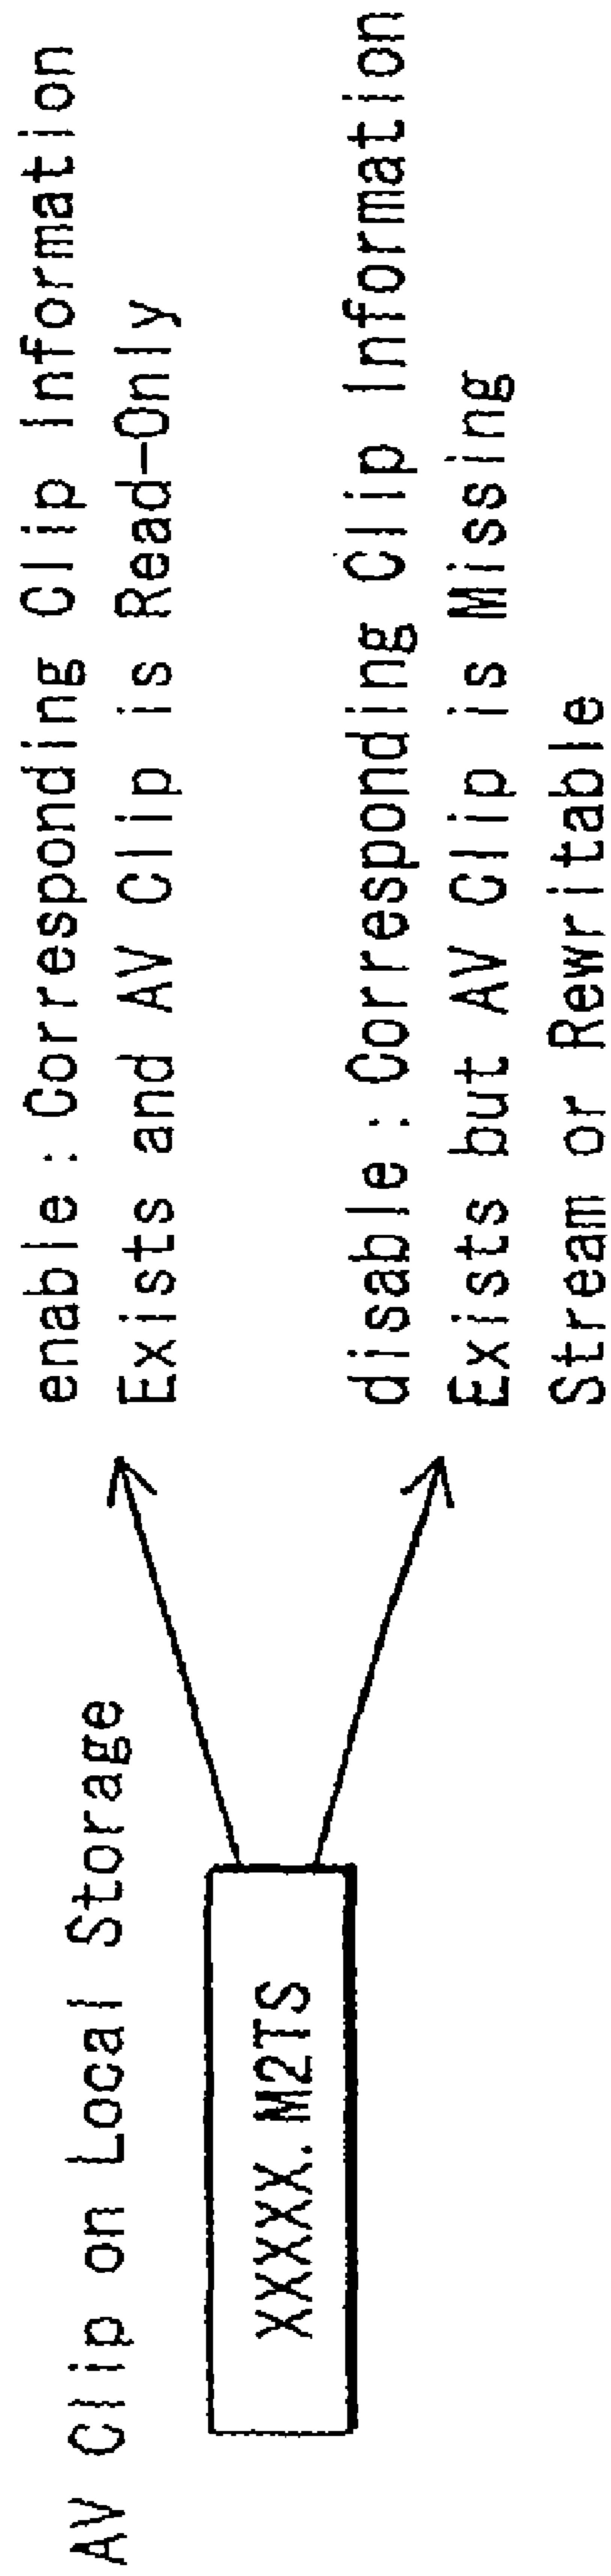 AV Clip on Local Storage
XXXXX.M2TS
enable:Corresponding Clip Information
Exists and AV Clip is Read-Only
disable:Corresponding Clip Information
Exists but AV Clip is Missing
Stream or Rewritable